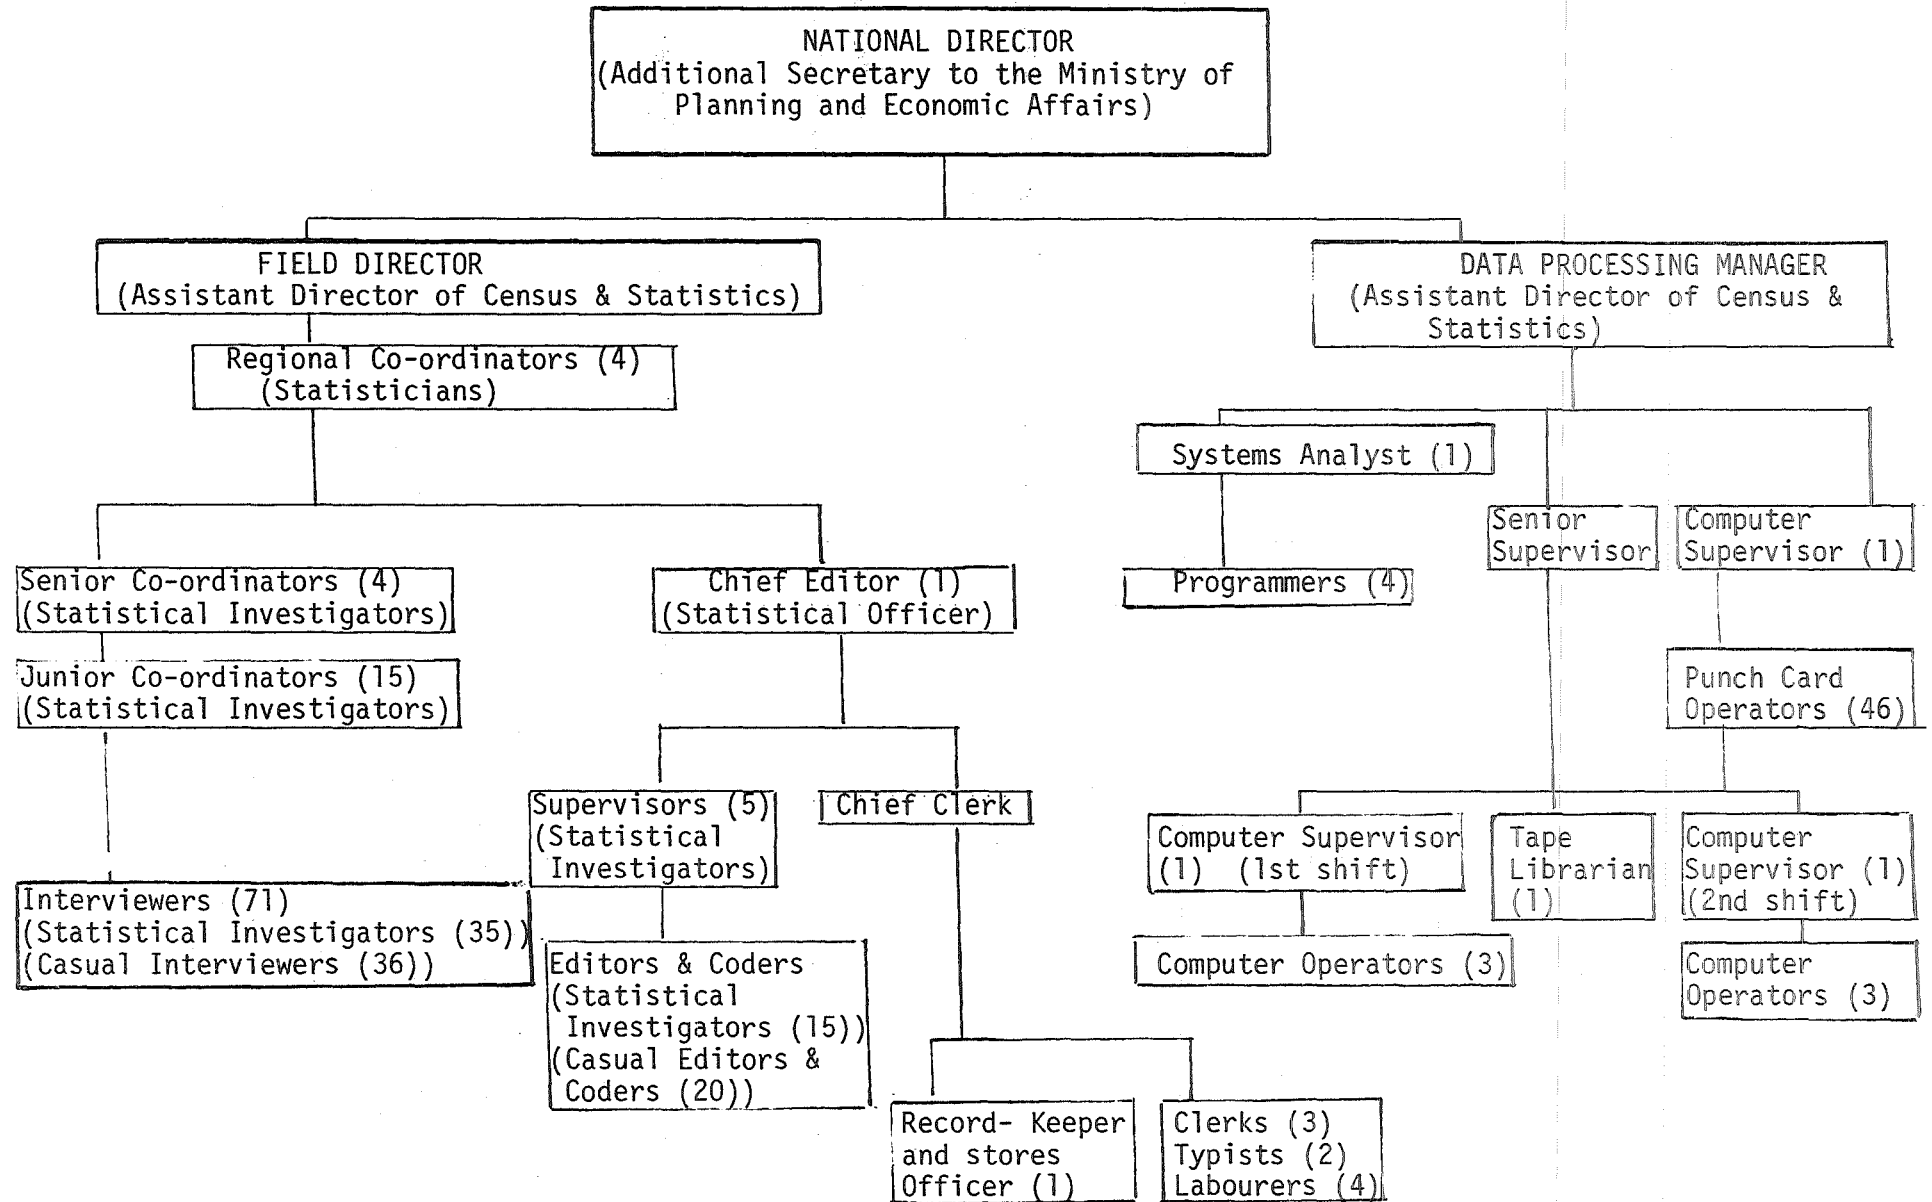 NATIONAL DIRECTOR
(Additional Secretary to the Ministry of
Planning and Economic Affairs)
FIELD DIRECTOR
(Assistant Director of Census & Statistics)
DATA PROCESSING MANAGER
(Assistant Director of Census &
Statistics)
Regional Co-ordinators (4)
(Statisticians)
Systems Analyst (1)
Programmers (4)
Senior
Supervisor
Computer
Supervisor (1)
Senior Co-ordinators (4)
(Statistical Investigators)
Chief Editor (1)
(Statistical Officer)
Junior Co-ordinators (15)
(Statistical Investigators)
Punch Card
Operators (46)
Supervisors (5)
(Statistical
Investigators)
Chief Clerk
Computer Supervisor
(1) (1st shift)
Tape
Librarian
(1)
Computer
Supervisor (1)
(2nd shift)
Interviewers (71)
(Statistical Investigators (35))
(Casual Interviewers (36))
Editors & Coders
(Statistical
Investigators (15))
(Casual Editors &
Coders (20))
Computer Operators (3)
Computer
Operators (3)
Record- Keeper
and stores
Officer (1)
Clerks (3)
Typists (2)
Labourers (4)